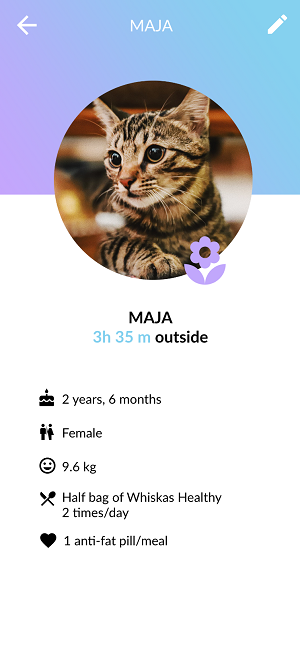 MAJA
MAJA
3h 35 m outside
2 years, 6 months
Female
9.6 kg
Half bag of Whiskas Healthy
2 times/day
1 anti-fat pill/meal